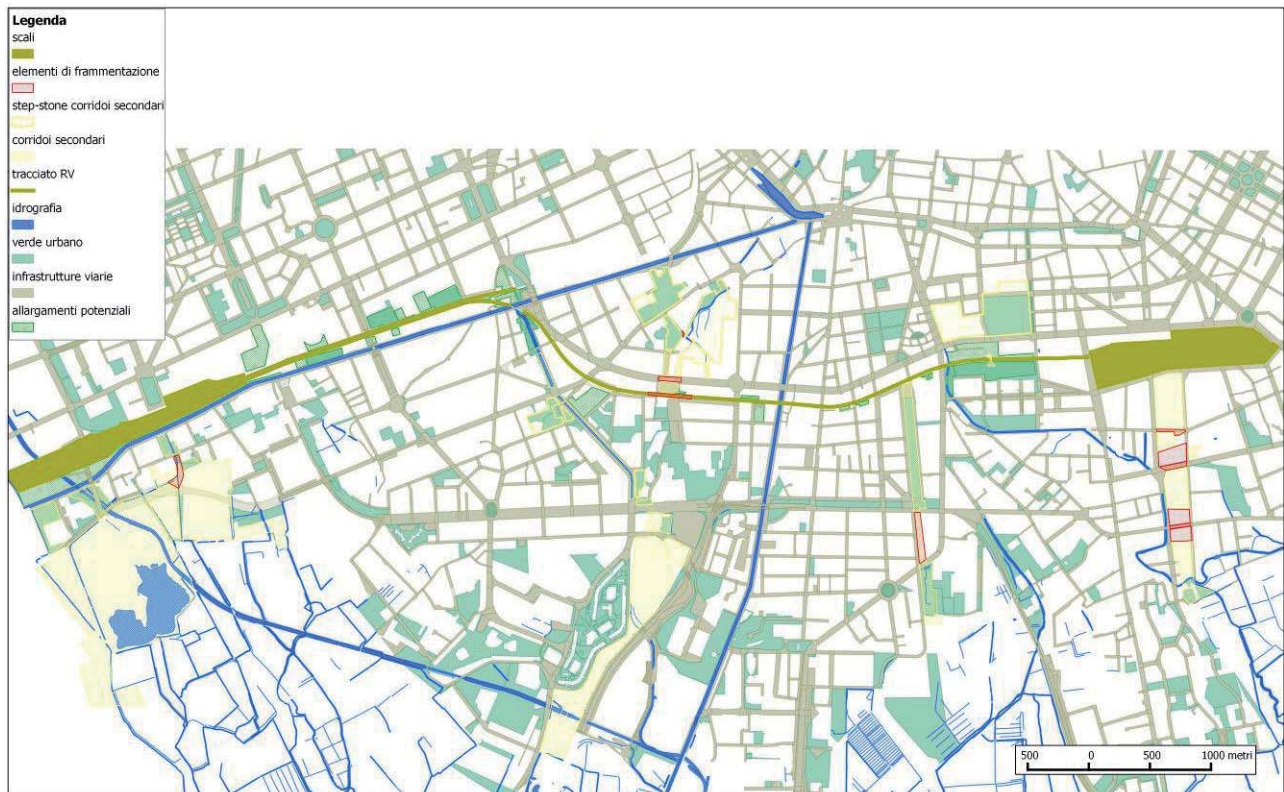 Legenda
scali
elementi di frammentazione
step-stone corridoi secondari
corridoi secondari
tracciato RV
idrografia
verde urbano
infrastrutture viarie
allargamenti potenziali
500 0 500 1000 metri